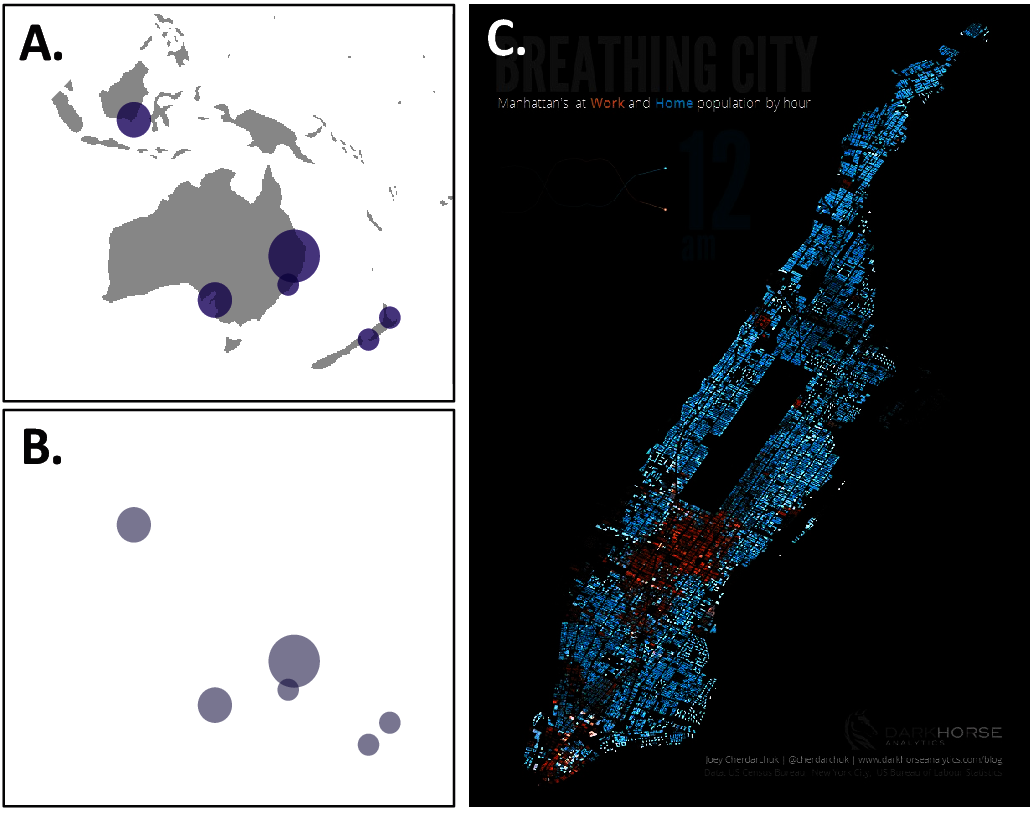 A.
B.
C.
BREATHING CITY
Manhattan's at Work and Home population by hour
12
am
DARKHORSE
ANALYTICS
Joey Cherdarchuk | @cherdarchuk | www.darkhorseanalytics.com/blog
Data: US Census Bureau, New York City, US Bureau of Labour Statistics